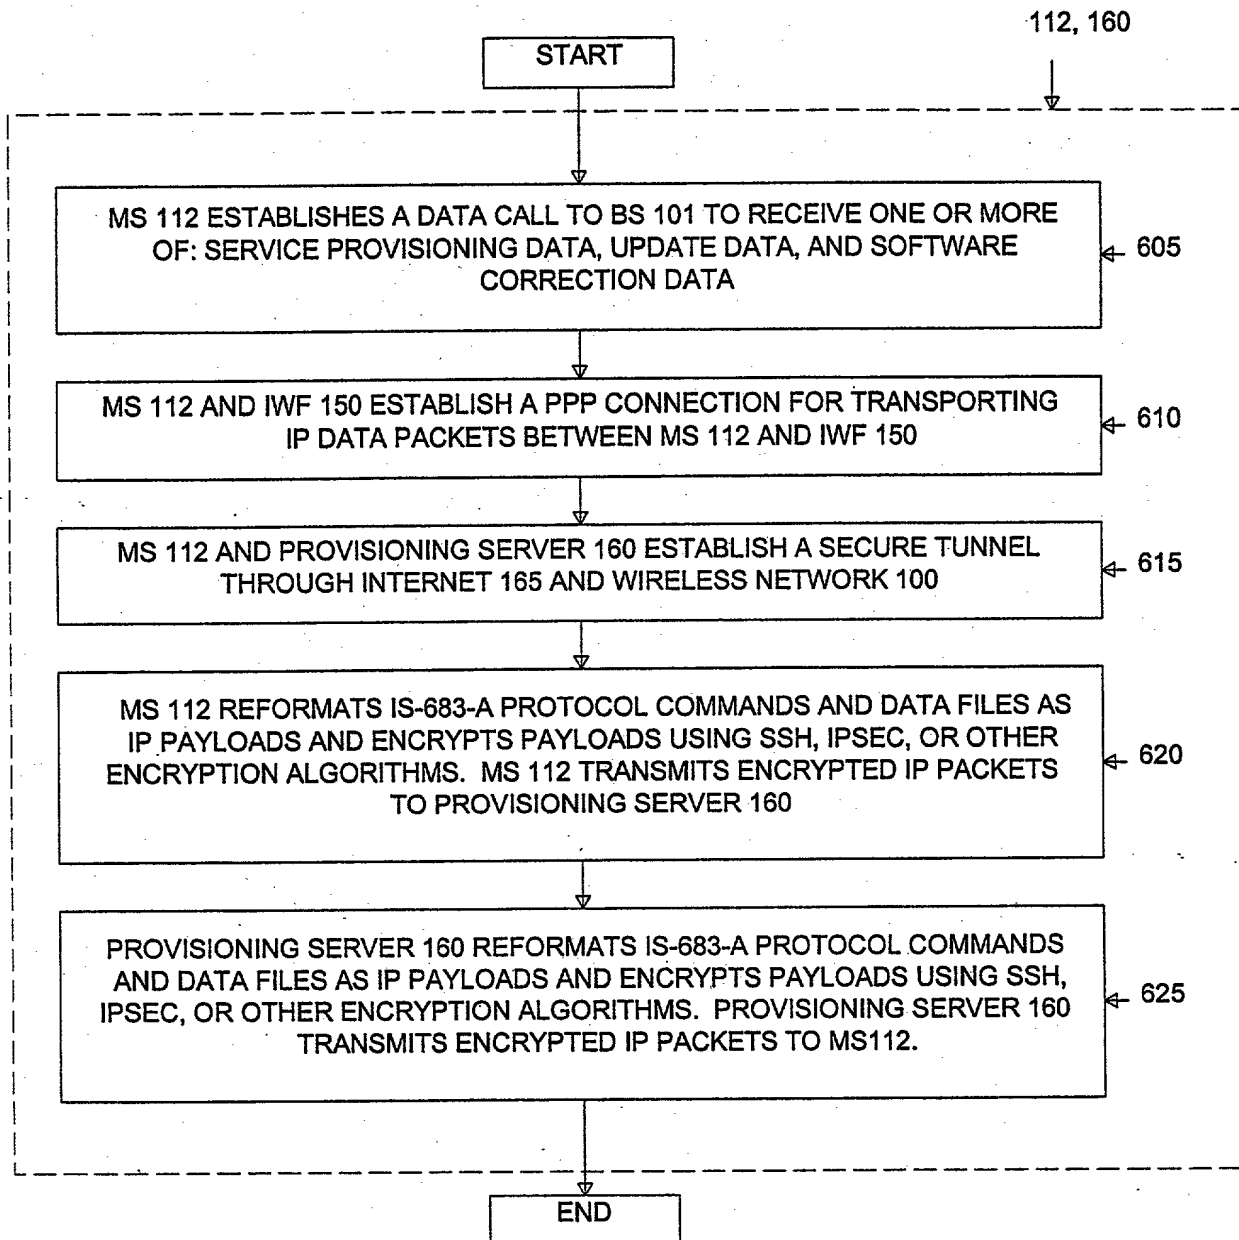 112, 160
START
MS 112 ESTABLISHES A DATA CALL TO BS 101 TO RECEIVE ONE OR MORE
OF: SERVICE PROVISIONING DATA, UPDATE DATA, AND SOFTWARE
CORRECTION DATA
605
MS 112 AND IWF 150 ESTABLISH A PPP CONNECTION FOR TRANSPORTING
IP DATA PACKETS BETWEEN MS 112 AND IWF 150
610
MS 112 AND PROVISIONING SERVER 160 ESTABLISH A SECURE TUNNEL
THROUGH INTERNET 165 AND WIRELESS NETWORK 100
615
MS 112 REFORMATS IS-683-A PROTOCOL COMMANDS AND DATA FILES AS
IP PAYLOADS AND ENCRYPTS PAYLOADS USING SSH, IPSEC, OR OTHER
ENCRYPTION ALGORITHMS. MS 112 TRANSMITS ENCRYPTED IP PACKETS
TO PROVISIONING SERVER 160
620
PROVISIONING SERVER 160 REFORMATS IS-683-A PROTOCOL COMMANDS
AND DATA FILES AS IP PAYLOADS AND ENCRYPTS PAYLOADS USING SSH,
IPSEC, OR OTHER ENCRYPTION ALGORITHMS. PROVISIONING SERVER 160
TRANSMITS ENCRYPTED IP PACKETS TO MS112.
625
END